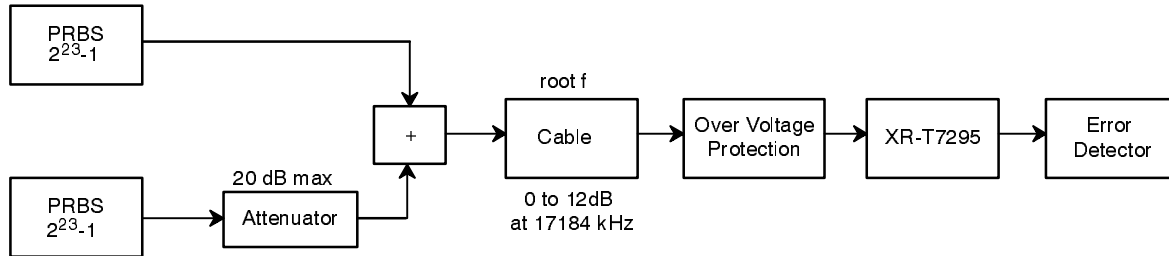 PRBS
2²³-1
root f
+
Cable
Over Voltage
Protection
XR-T7295
Error
Detector
20 dB max
PRBS
2²³-1
Attenuator
0 to 12dB
at 17184 kHz